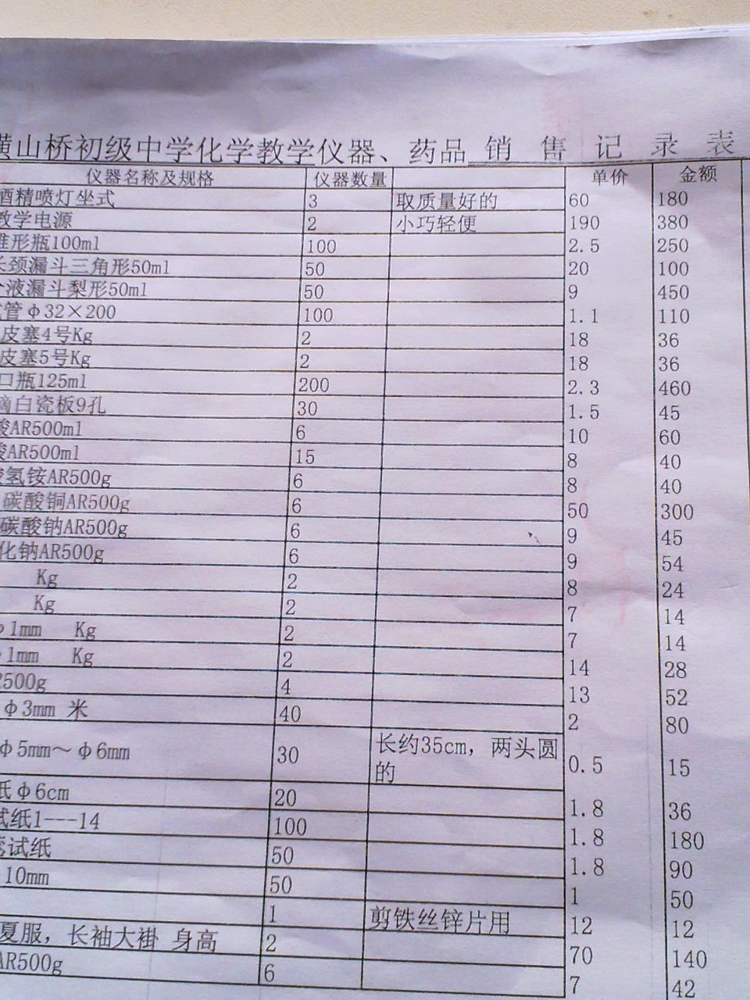 横山桥初级中学化学教学仪器、药品 销售记录表
仪器名称及规格 仪器数量 单价 金额
酒精喷灯坐式 3 取质量好的 60 180
教学电源 2 小巧轻便 190 380
锥形瓶100ml 100 2.5 250
长颈漏斗三角形50ml 50 20 100
分液漏斗梨形50ml 50 9 450
试管φ32×200 100 1.1 110
皮塞4号Kg 2 18 36
皮塞5号Kg 2 18 36
口瓶125ml 200 2.3 460
滴白瓷板9孔 30 1.5 45
酸AR500ml 6 10 60
酸AR500ml 15 8 40
酸氢铵AR500g 6 8 40
碳酸铜AR500g 6 50 300
碳酸钠AR500g 6 9 45
化钠AR500g 6 9 54
Kg 2 8 24
Kg 2 7 14
φ1mm Kg 2 7 14
φ1mm Kg 2 14 28
R500g 4 13 52
φ3mm 米 40 2 80
φ5mm～φ6mm 30 长约35cm，两头圆的 0.5 15
纸φ6cm 20 1.8 36
试纸1---14 100 1.8 180
试纸 50 1.8 90
10mm 50 1 50
1 剪铁丝锌片用 12 12
夏服，长袖大褂 身高 2 70 140
AR500g 6 7 42